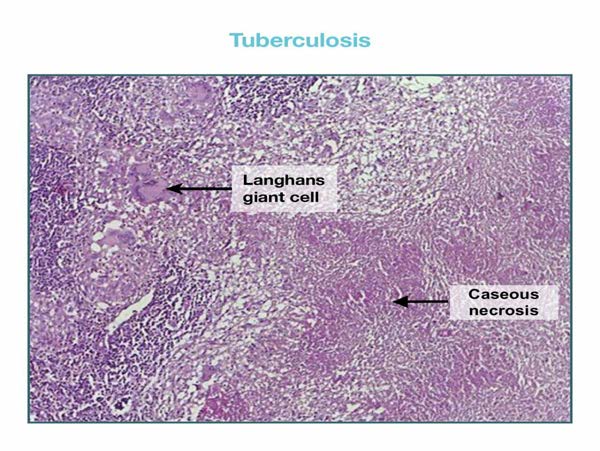 Tuberculosis
Langhans
giant cell
Caseous
necrosis